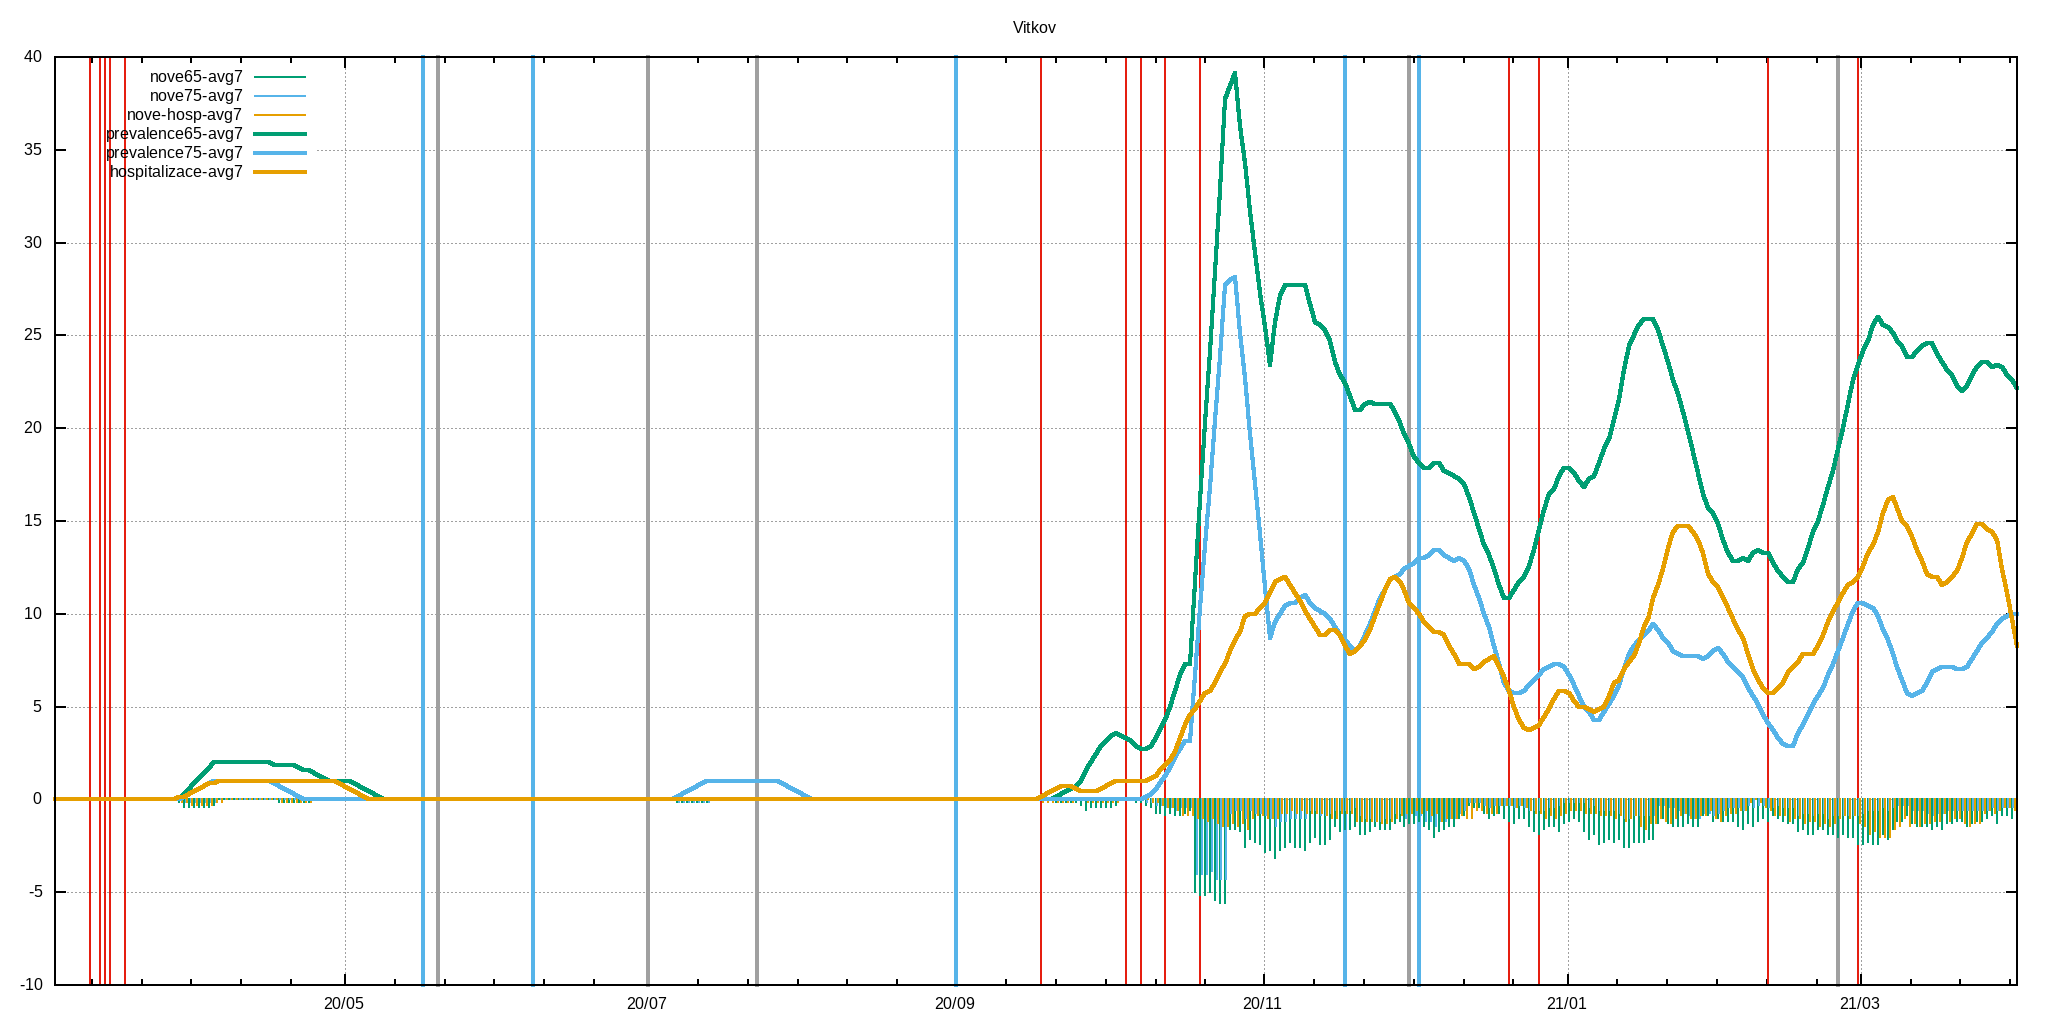 Vitkov
40
35
30
25
20
15
10
5
0
-5
-10
nove65-avg7
nove75-avg7
nove-hosp-avg7
prevalence65-avg7
prevalence75-avg7
hospitalizace-avg7
20/05 20/07 20/09 20/11 21/01 21/03